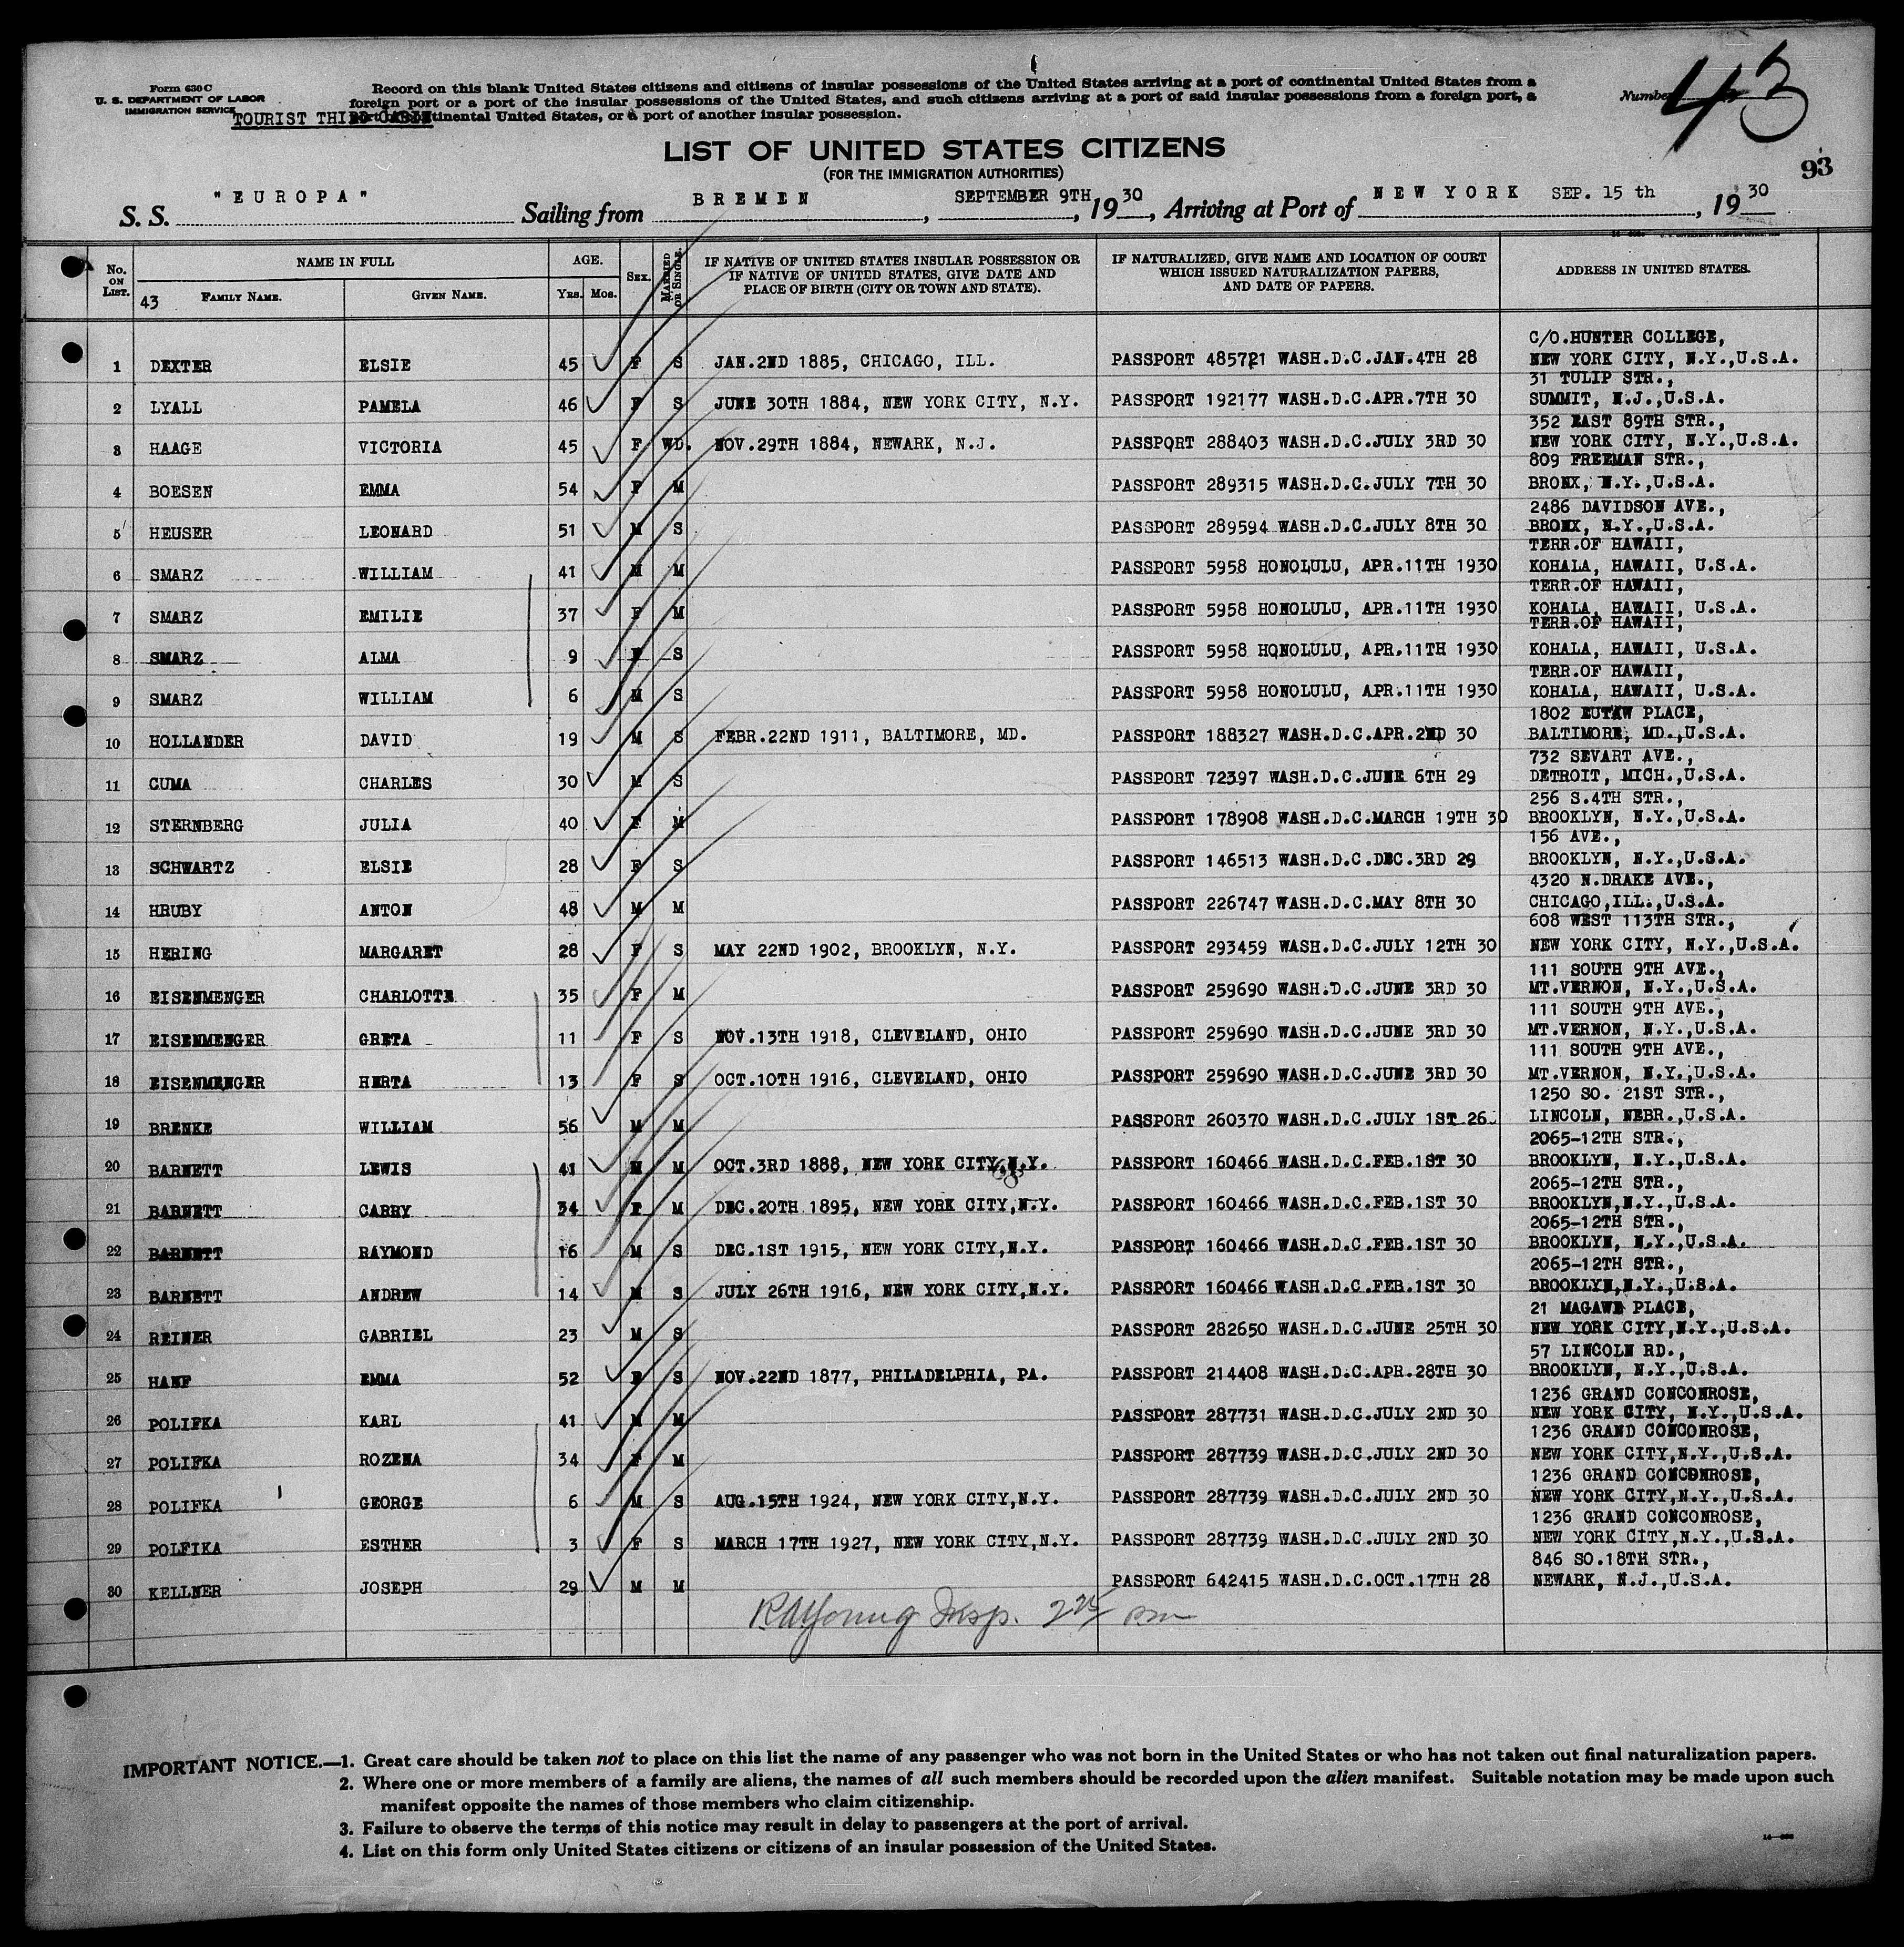 Form 630 C
U. S. DEPARTMENT OF LABOR
IMMIGRATION SERVICE
TOURIST THIRD CABIN
Record on this blank United States citizens and citizens of insular possessions of the United States arriving at a port of continental United States from a
foreign port or a port of the insular possessions of the United States, and such citizens arriving at a port of said insular possessions from a foreign port, a
port of continental United States, or a port of another insular possession.
Number 43
93
LIST OF UNITED STATES CITIZENS
(FOR THE IMMIGRATION AUTHORITIES)
S. S. "EUROPA" Sailing from BREMEN, SEPTEMBER 9TH, 1930, Arriving at Port of NEW YORK SEP. 15 th, 1930
No. ON LIST. NAME IN FULL 43 FAMILY NAME. GIVEN NAME. AGE. YRS. MOS. SEX. MARRIED OR SINGLE. IF NATIVE OF UNITED STATES INSULAR POSSESSION OR IF NATIVE OF UNITED STATES, GIVE DATE AND PLACE OF BIRTH (CITY OR TOWN AND STATE). IF NATURALIZED, GIVE NAME AND LOCATION OF COURT WHICH ISSUED NATURALIZATION PAPERS, AND DATE OF PAPERS. ADDRESS IN UNITED STATES.
C/O.HUNTER COLLEGE,
1 DEXTER ELSIE 45 F S JAN.2ND 1885, CHICAGO, ILL. PASSPORT 485721 WASH.D.C.JAN.4TH 28 NEW YORK CITY, N.Y.,U.S.A.
31 TULIP STR.,
2 LYALL PAMELA 46 F S JUNE 30TH 1884, NEW YORK CITY, N.Y. PASSPORT 192177 WASH.D.C.APR.7TH 30 SUMMIT, N.J.,U.S.A.
352 EAST 89TH STR.,
3 HAAGE VICTORIA 45 F WD. NOV.29TH 1884, NEWARK, N.J. PASSPORT 288403 WASH.D.C.JULY 3RD 30 NEW YORK CITY, N.Y.,U.S.A.
809 FREEMAN STR.,
4 BOESEN EMMA 54 F M PASSPORT 289315 WASH.D.C.JULY 7TH 30 BRONX, N.Y.,U.S.A.
2486 DAVIDSON AVE.,
5 HEUSER LEONARD 51 M S PASSPORT 289594 WASH.D.C.JULY 8TH 30 BRONX, N.Y.,U.S.A.
TERR.OF HAWAII,
6 SMARZ WILLIAM 41 M M PASSPORT 5958 HONOLULU, APR.11TH 1930 KOHALA, HAWAII, U.S.A.
TERR.OF HAWAII,
7 SMARZ EMILIE 37 F M PASSPORT 5958 HONOLULU, APR.11TH 1930 KOHALA, HAWAII, U.S.A.
TERR.OF HAWAII,
8 SMARZ ALMA 9 F S PASSPORT 5958 HONOLULU, APR.11TH 1930 KOHALA, HAWAII, U.S.A.
TERR.OF HAWAII,
9 SMARZ WILLIAM 6 M S PASSPORT 5958 HONOLULU, APR.11TH 1930 KOHALA, HAWAII, U.S.A.
1802 EUTAW PLACE,
10 HOLLANDER DAVID 19 M S FEBR.22ND 1911, BALTIMORE, MD. PASSPORT 188327 WASH.D.C.APR.2ND 30 BALTIMORE, MD.,U.S.A.
732 SEVART AVE.,
11 CUMA CHARLES 30 M S PASSPORT 72397 WASH.D.C.JUNE 6TH 29 DETROIT, MICH.,U.S.A.
256 S.4TH STR.,
12 STERNBERG JULIA 40 F M PASSPORT 178908 WASH.D.C.MARCH 19TH 30 BROOKLYN, N.Y.,U.S.A.
156 AVE.,
13 SCHWARTZ ELSIE 28 F S PASSPORT 146513 WASH.D.C.DEC.3RD 29 BROOKLYN, N.Y.,U.S.A.
4320 N.DRAKE AVE.,
14 HRUBY ANTON 48 M M PASSPORT 226747 WASH.D.C.MAY 8TH 30 CHICAGO,ILL.,U.S.A.
608 WEST 113TH STR.,
15 HERING MARGARET 28 F S MAY 22ND 1902, BROOKLYN, N.Y. PASSPORT 293459 WASH.D.C.JULY 12TH 30 NEW YORK CITY, N.Y.,U.S.A.
111 SOUTH 9TH AVE.,
16 EISENMENGER CHARLOTTE 35 F M PASSPORT 259690 WASH.D.C.JUNE 3RD 30 MT.VERNON, N.Y.,U.S.A.
111 SOUTH 9TH AVE.,
17 EISENMENGER GRETA 11 F S NOV.13TH 1918, CLEVELAND, OHIO PASSPORT 259690 WASH.D.C.JUNE 3RD 30 MT.VERNON, N.Y.,U.S.A.
111 SOUTH 9TH AVE.,
18 EISENMENGER HERTA 13 F S OCT.10TH 1916, CLEVELAND, OHIO PASSPORT 259690 WASH.D.C.JUNE 3RD 30 MT.VERNON, N.Y.,U.S.A.
1250 SO. 21ST STR.,
19 BRENKE WILLIAM 56 M M PASSPORT 260370 WASH.D.C.JULY 1ST 26 LINCOLN, NEBR.,U.S.A.
2065-12TH STR.,
20 BARNETT LEWIS 41 M M OCT.3RD 1888, NEW YORK CITY,N.Y. PASSPORT 160466 WASH.D.C.FEB.1ST 30 BROOKLYN, N.Y.,U.S.A.
2065-12TH STR.,
21 BARNETT CARRY 34 F M DEC.20TH 1895, NEW YORK CITY,N.Y. PASSPORT 160466 WASH.D.C.FEB.1ST 30 BROOKLYN,N.Y.,U.S.A.
2065-12TH STR.,
22 BARNETT RAYMOND 16 M S DEC.1ST 1915, NEW YORK CITY,N.Y. PASSPORT 160466 WASH.D.C.FEB.1ST 30 BROOKLYN, N.Y.,U.S.A.
2065-12TH STR.,
23 BARNETT ANDREW 14 M S JULY 26TH 1916, NEW YORK CITY,N.Y. PASSPORT 160466 WASH.D.C.FEB.1ST 30 BROOKLYN,N.Y.,U.S.A.
21 MAGAWE PLACE,
24 REINER GABRIEL 23 M S PASSPORT 282650 WASH.D.C.JUNE 25TH 30 NEW YORK CITY,N.Y.,U.S.A.
57 LINCOLN RD.,
25 HANF EMMA 52 F S NOV.22ND 1877, PHILADELPHIA, PA. PASSPORT 214408 WASH.D.C.APR.28TH 30 BROOKLYN, N.Y.,U.S.A.
1236 GRAND CONCONROSE,
26 POLIFKA KARL 41 M M PASSPORT 287731 WASH.D.C.JULY 2ND 30 NEW YORK CITY, N.Y.,U.S.A.
1236 GRAND CONCONROSE,
27 POLIFKA ROZENA 34 F M PASSPORT 287739 WASH.D.C.JULY 2ND 30 NEW YORK CITY,N.Y.,U.S.A.
1236 GRAND CONCONROSE,
28 POLIFKA GEORGE 6 M S AUG.15TH 1924, NEW YORK CITY,N.Y. PASSPORT 287739 WASH.D.C.JULY 2ND 30 NEW YORK CITY,N.Y.,U.S.A.
1236 GRAND CONCONROSE,
29 POLFIKA ESTHER 3 F S MARCH 17TH 1927, NEW YORK CITY,N.Y. PASSPORT 287739 WASH.D.C.JULY 2ND 30 NEW YORK CITY,N.Y.,U.S.A.
846 SO.18TH STR.,
30 KELLNER JOSEPH 29 M M PASSPORT 642415 WASH.D.C.OCT.17TH 28 NEWARK, N.J.,U.S.A.
RAYoung Insp. 2 25/ pm
IMPORTANT NOTICE.—1. Great care should be taken not to place on this list the name of any passenger who was not born in the United States or who has not taken out final naturalization papers.
2. Where one or more members of a family are aliens, the names of all such members should be recorded upon the alien manifest. Suitable notation may be made upon such
manifest opposite the names of those members who claim citizenship.
3. Failure to observe the terms of this notice may result in delay to passengers at the port of arrival.
4. List on this form only United States citizens or citizens of an insular possession of the United States.